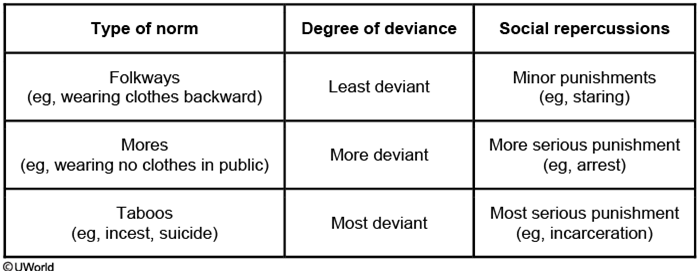 Type of norm
Degree of deviance
Social repercussions
Folkways
(eg, wearing clothes backward)
Least deviant
Minor punishments
(eg, staring)
Mores
(eg, wearing no clothes in public)
More deviant
More serious punishment
(eg, arrest)
Taboos
(eg, incest, suicide)
Most deviant
Most serious punishment
(eg, incarceration)
©UWorld